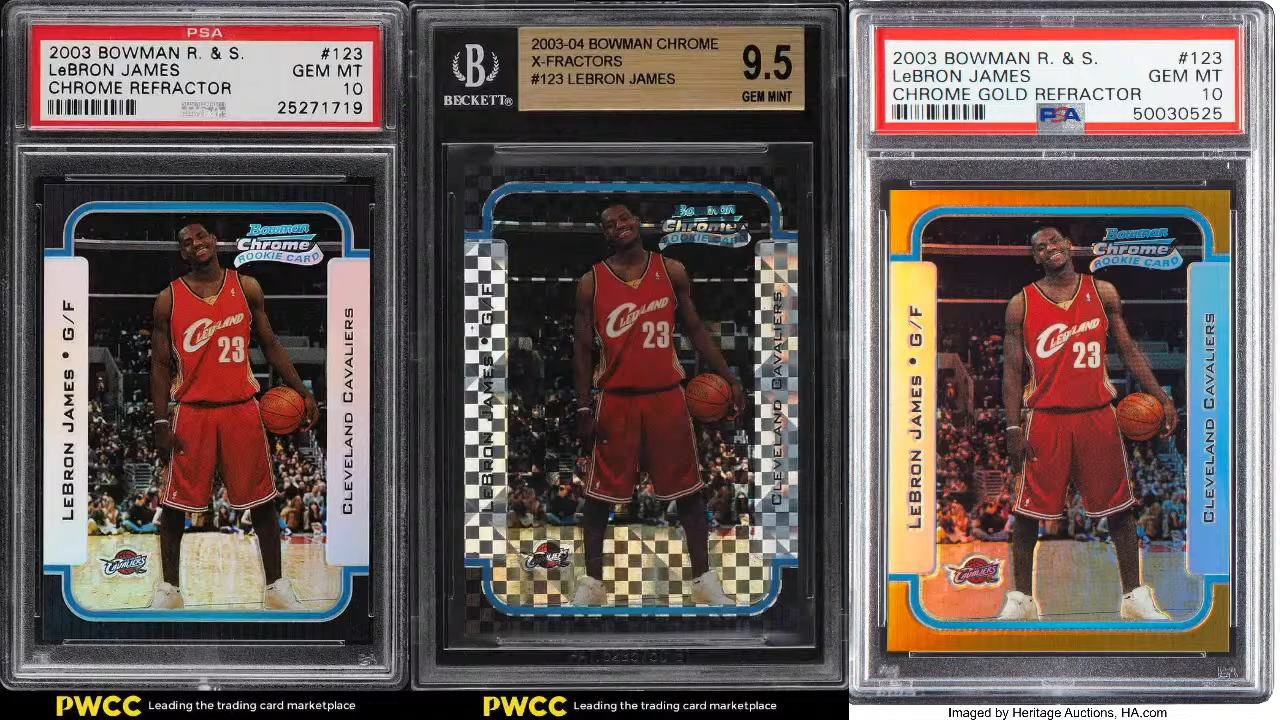 PSA
2003 BOWMAN R. & S. #123
LeBRON JAMES GEM MT
CHROME REFRACTOR 10
25271719
Bowman
Chrome
ROOKIE CARD
LEBRON JAMES • G/F
CLEVELAND
23
CLEVELAND CAVALIERS
CAVALIERS
PWCC Leading the trading card marketplace
B
BECKETT®
2003-04 BOWMAN CHROME
X-FRACTORS
#123 LEBRON JAMES
9.5
GEM MINT
Bowman
Chrome
ROOKIE CARD
LEBRON JAMES • G/F
CLEVELAND
23
CLEVELAND CAVALIERS
CAVALIERS
PWCC Leading the trading card marketplace
2003 BOWMAN R. & S. #123
LeBRON JAMES GEM MT
CHROME GOLD REFRACTOR 10
PSA 50030525
Bowman
Chrome
ROOKIE CARD
LEBRON JAMES • G/F
CLEVELAND
23
CLEVELAND CAVALIERS
CAVALIERS
Imaged by Heritage Auctions, HA.com